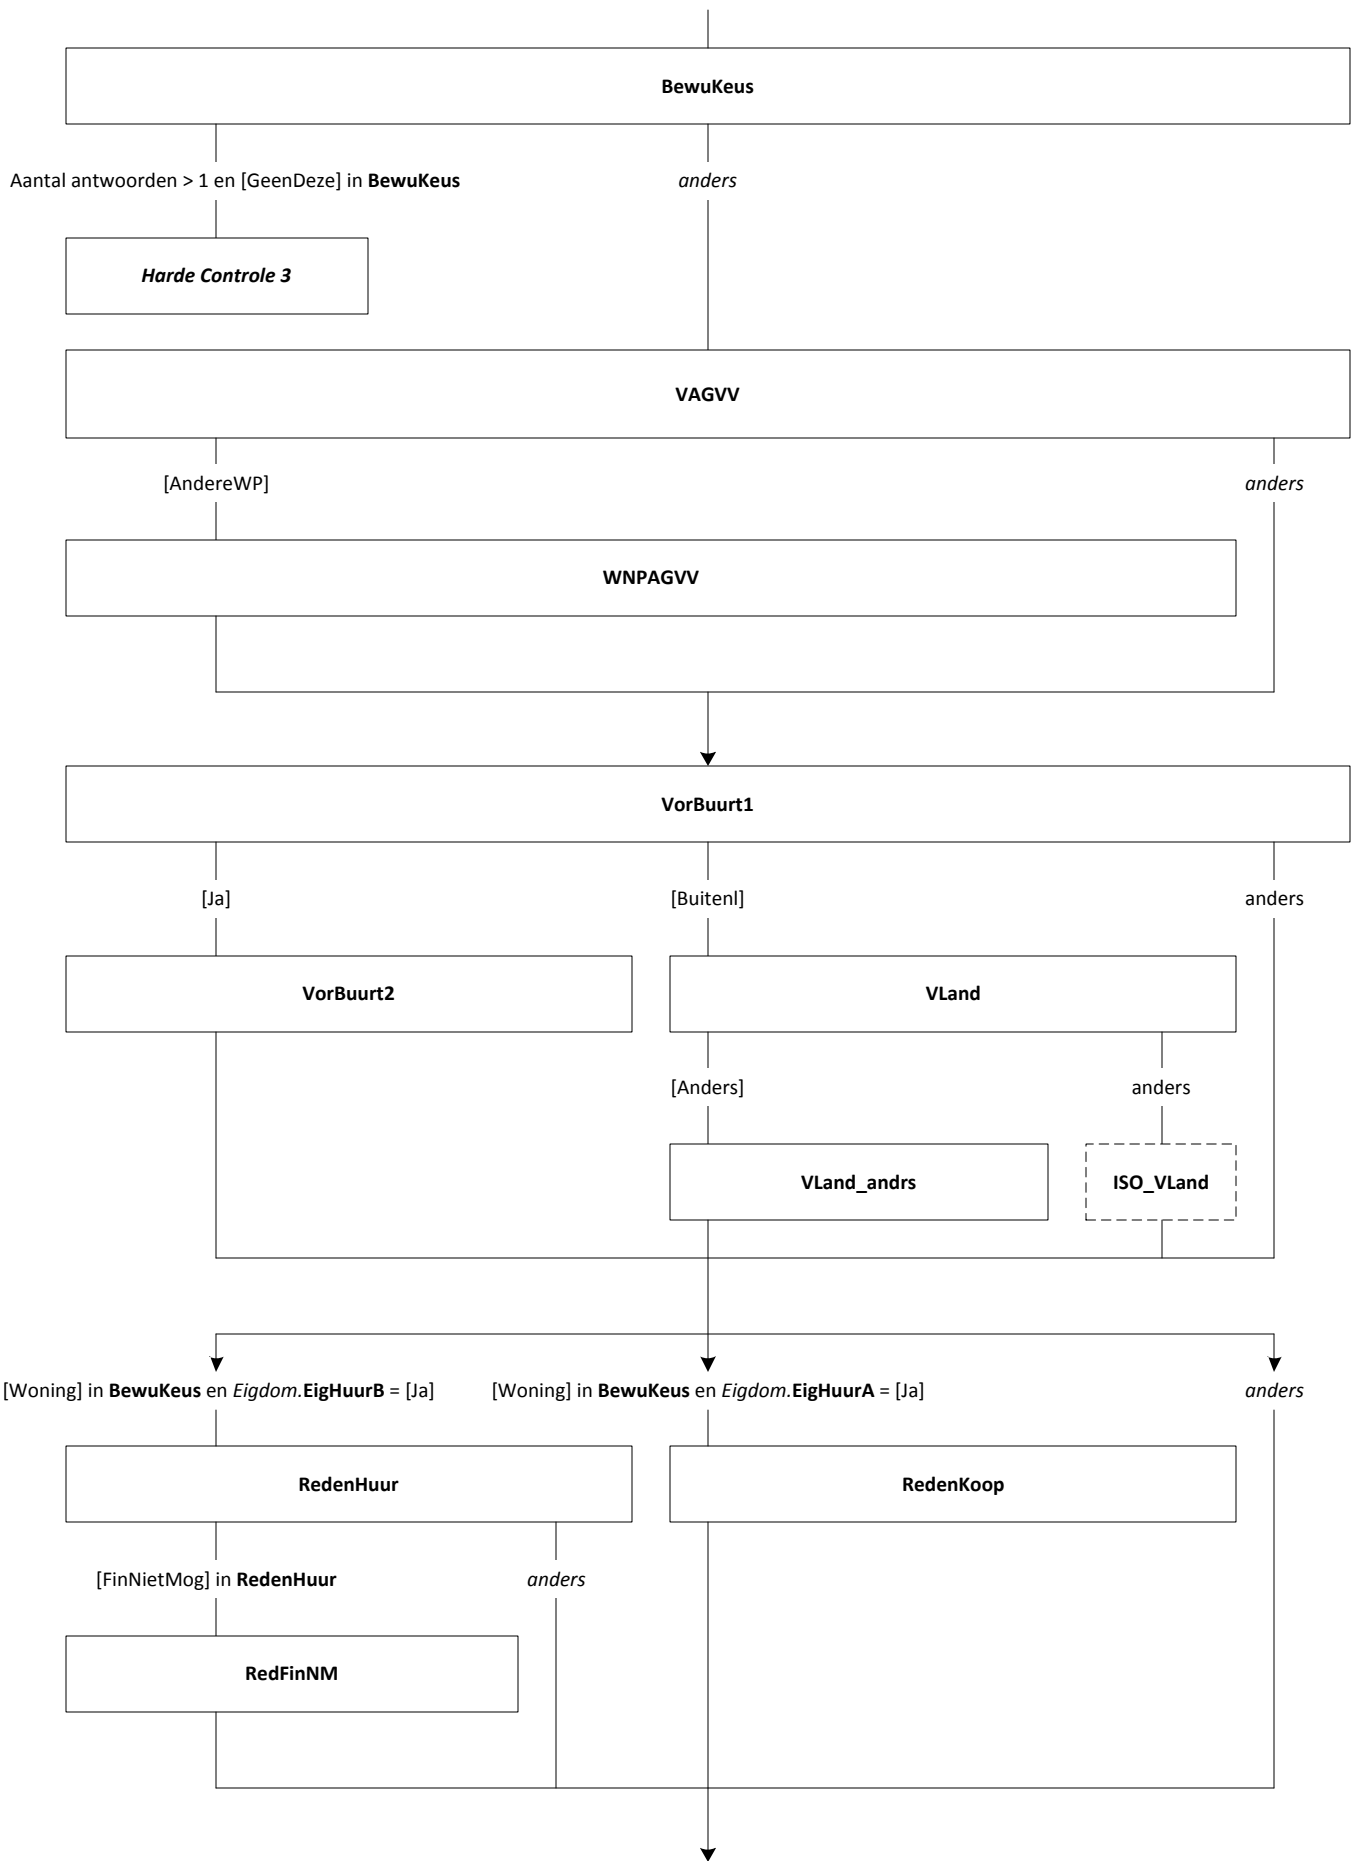 BewuKeus
Aantal antwoorden > 1 en [GeenDeze] in BewuKeus
anders
Harde Controle 3
VAGVV
[AndereWP]
anders
WNPAGVV
VorBuurt1
[Ja]
[Buitenl]
anders
VorBuurt2
VLand
[Anders]
anders
VLand_andrs
ISO_VLand
[Woning] in BewuKeus en Eigdom.EigHuurB = [Ja]
[Woning] in BewuKeus en Eigdom.EigHuurA = [Ja]
anders
RedenHuur
RedenKoop
[FinNietMog] in RedenHuur
anders
RedFinNM